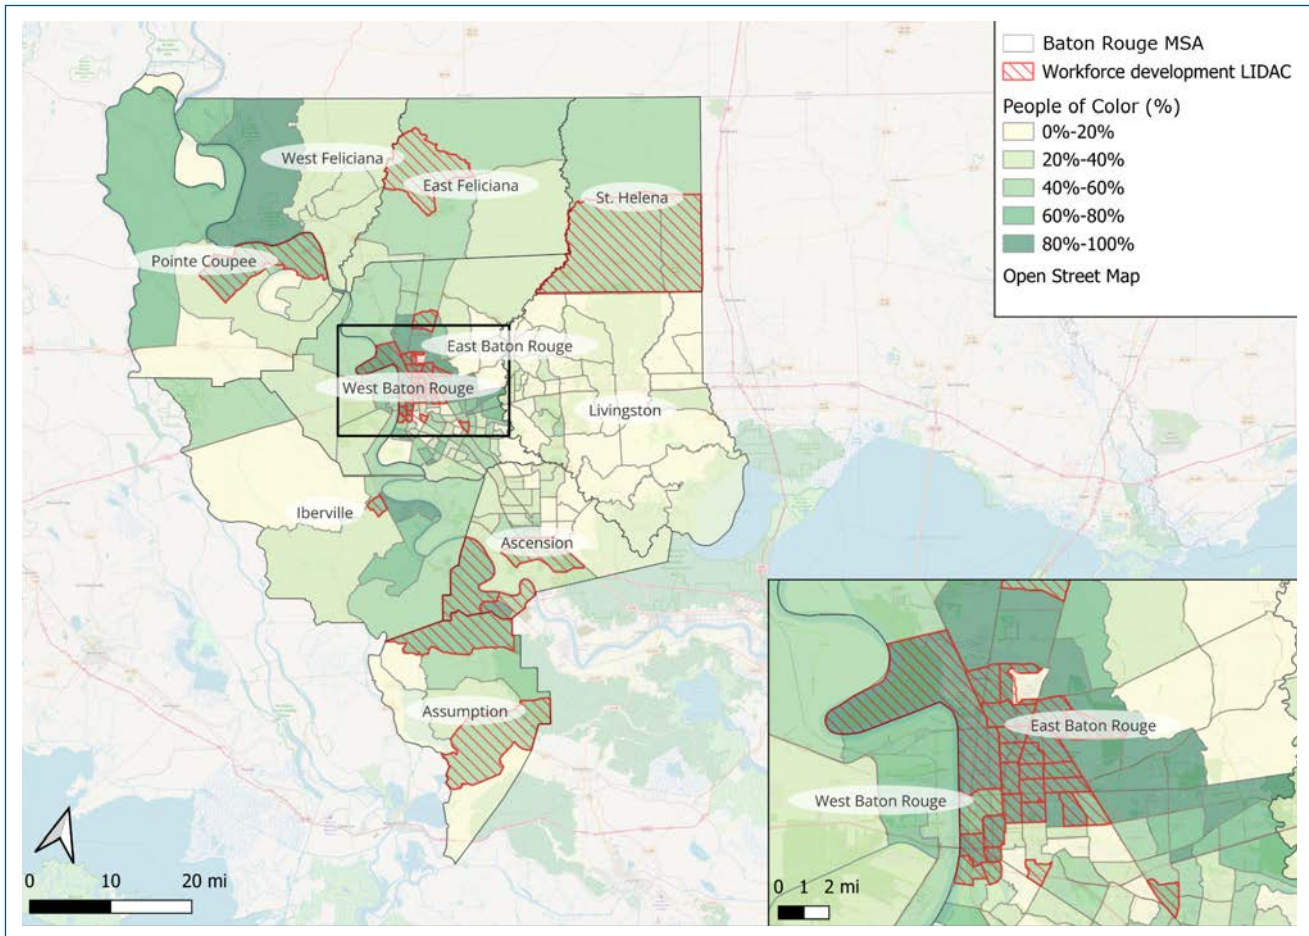 Baton Rouge MSA
Workforce development LIDAC
People of Color (%)
0%-20%
20%-40%
40%-60%
60%-80%
80%-100%
Open Street Map
West Feliciana
East Feliciana
St. Helena
Pointe Coupee
East Baton Rouge
West Baton Rouge
Livingston
Iberville
Ascension
Assumption
East Baton Rouge
West Baton Rouge
0 10 20 mi
0 1 2 mi